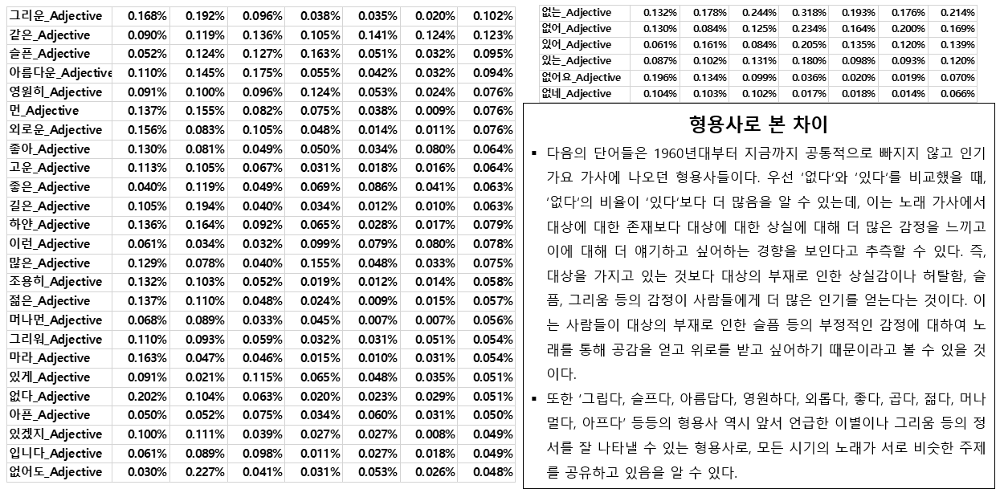 그리운_Adjective 0.168% 0.192% 0.096% 0.038% 0.035% 0.020% 0.102%
같은_Adjective 0.090% 0.119% 0.136% 0.105% 0.141% 0.124% 0.123%
슬픈_Adjective 0.052% 0.124% 0.127% 0.163% 0.051% 0.032% 0.095%
아름다운_Adjective 0.110% 0.145% 0.175% 0.055% 0.042% 0.032% 0.094%
영원히_Adjective 0.091% 0.100% 0.096% 0.124% 0.053% 0.024% 0.076%
먼_Adjective 0.137% 0.155% 0.082% 0.075% 0.038% 0.009% 0.076%
외로운_Adjective 0.156% 0.083% 0.105% 0.048% 0.014% 0.011% 0.076%
좋아_Adjective 0.130% 0.081% 0.049% 0.050% 0.034% 0.080% 0.064%
고운_Adjective 0.113% 0.105% 0.067% 0.031% 0.018% 0.016% 0.064%
좋은_Adjective 0.040% 0.119% 0.049% 0.069% 0.086% 0.041% 0.063%
길은_Adjective 0.105% 0.194% 0.040% 0.034% 0.012% 0.010% 0.063%
하얀_Adjective 0.136% 0.164% 0.092% 0.065% 0.028% 0.017% 0.079%
이런_Adjective 0.061% 0.034% 0.032% 0.099% 0.079% 0.080% 0.078%
많은_Adjective 0.129% 0.078% 0.040% 0.155% 0.048% 0.033% 0.075%
조용히_Adjective 0.132% 0.103% 0.052% 0.019% 0.012% 0.014% 0.058%
젊은_Adjective 0.137% 0.110% 0.048% 0.024% 0.009% 0.015% 0.057%
머나먼_Adjective 0.068% 0.089% 0.033% 0.045% 0.007% 0.007% 0.056%
그리워_Adjective 0.110% 0.093% 0.059% 0.032% 0.031% 0.051% 0.054%
마라_Adjective 0.163% 0.047% 0.046% 0.015% 0.010% 0.031% 0.054%
있게_Adjective 0.091% 0.021% 0.115% 0.065% 0.048% 0.035% 0.051%
없다_Adjective 0.202% 0.104% 0.063% 0.020% 0.023% 0.029% 0.051%
아픈_Adjective 0.050% 0.052% 0.075% 0.034% 0.060% 0.031% 0.050%
있겠지_Adjective 0.100% 0.111% 0.039% 0.027% 0.027% 0.008% 0.049%
입니다_Adjective 0.061% 0.089% 0.098% 0.011% 0.027% 0.018% 0.049%
없어도_Adjective 0.030% 0.227% 0.041% 0.031% 0.053% 0.026% 0.048%
없는_Adjective 0.132% 0.178% 0.244% 0.318% 0.193% 0.176% 0.214%
없어_Adjective 0.130% 0.084% 0.125% 0.234% 0.164% 0.200% 0.169%
있어_Adjective 0.061% 0.161% 0.084% 0.205% 0.135% 0.120% 0.139%
있는_Adjective 0.087% 0.102% 0.131% 0.180% 0.098% 0.093% 0.120%
없어요_Adjective 0.196% 0.134% 0.099% 0.036% 0.020% 0.019% 0.070%
없네_Adjective 0.104% 0.103% 0.102% 0.017% 0.018% 0.014% 0.066%
형용사로 본 차이
▪ 다음의 단어들은 1960년대부터 지금까지 공통적으로 빠지지 않고 인기
가요 가사에 나오던 형용사들이다. 우선 '없다'와 '있다'를 비교했을 때,
'없다'의 비율이 '있다'보다 더 많음을 알 수 있는데, 이는 노래 가사에서
대상에 대한 존재보다 대상에 대한 상실에 대해 더 많은 감정을 느끼고
이에 대해 더 얘기하고 싶어하는 경향을 보인다고 추측할 수 있다. 즉,
대상을 가지고 있는 것보다 대상의 부재로 인한 상실감이나 허탈함, 슬
픔, 그리움 등의 감정이 사람들에게 더 많은 인기를 얻는다는 것이다. 이
는 사람들이 대상의 부재로 인한 슬픔 등의 부정적인 감정에 대하여 노
래를 통해 공감을 얻고 위로를 받고 싶어하기 때문이라고 볼 수 있을 것
이다.
▪ 또한 '그립다, 슬프다, 아름답다, 영원하다, 외롭다, 좋다, 곱다, 젊다, 머나
멀다, 아프다' 등등의 형용사 역시 앞서 언급한 이별이나 그리움 등의 정
서를 잘 나타낼 수 있는 형용사로, 모든 시기의 노래가 서로 비슷한 주제
를 공유하고 있음을 알 수 있다.